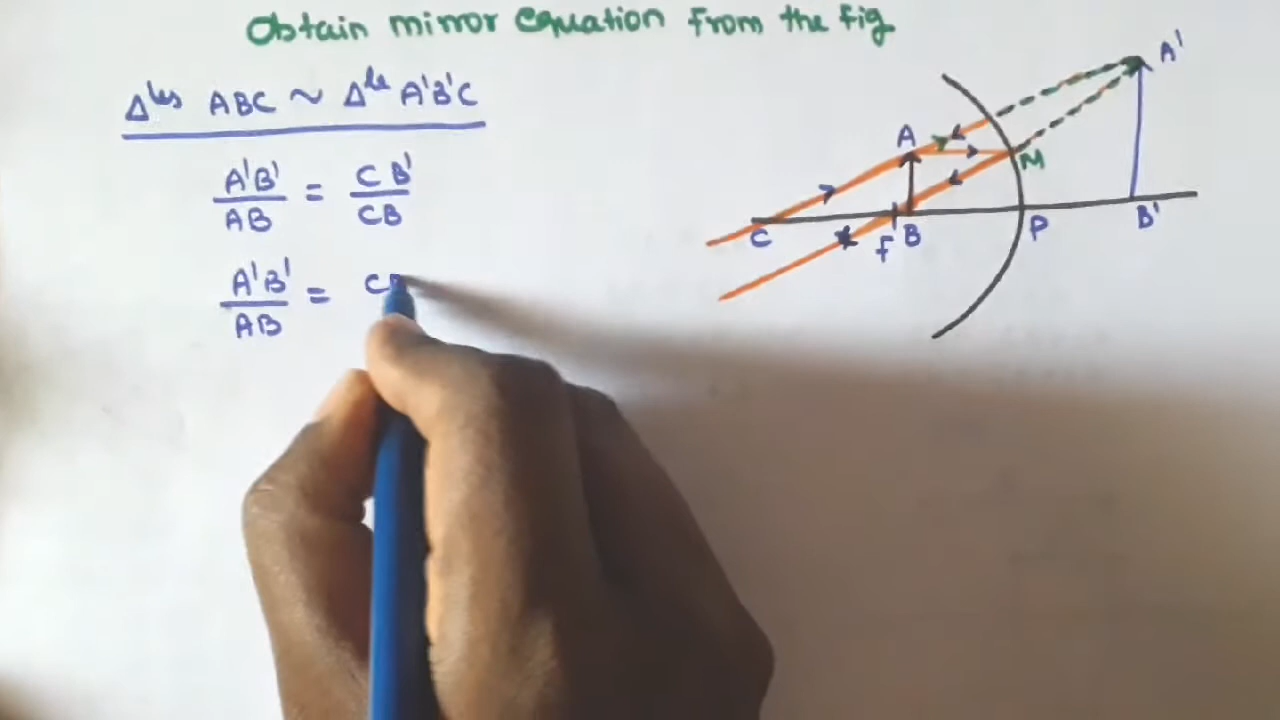 Obtain mirror equation from the fig
Δles ABC ~ Δle A'B'C
A'B'/AB = CB'/CB
A'B'/AB = C
A'
A
M
C
F
B
P
B'